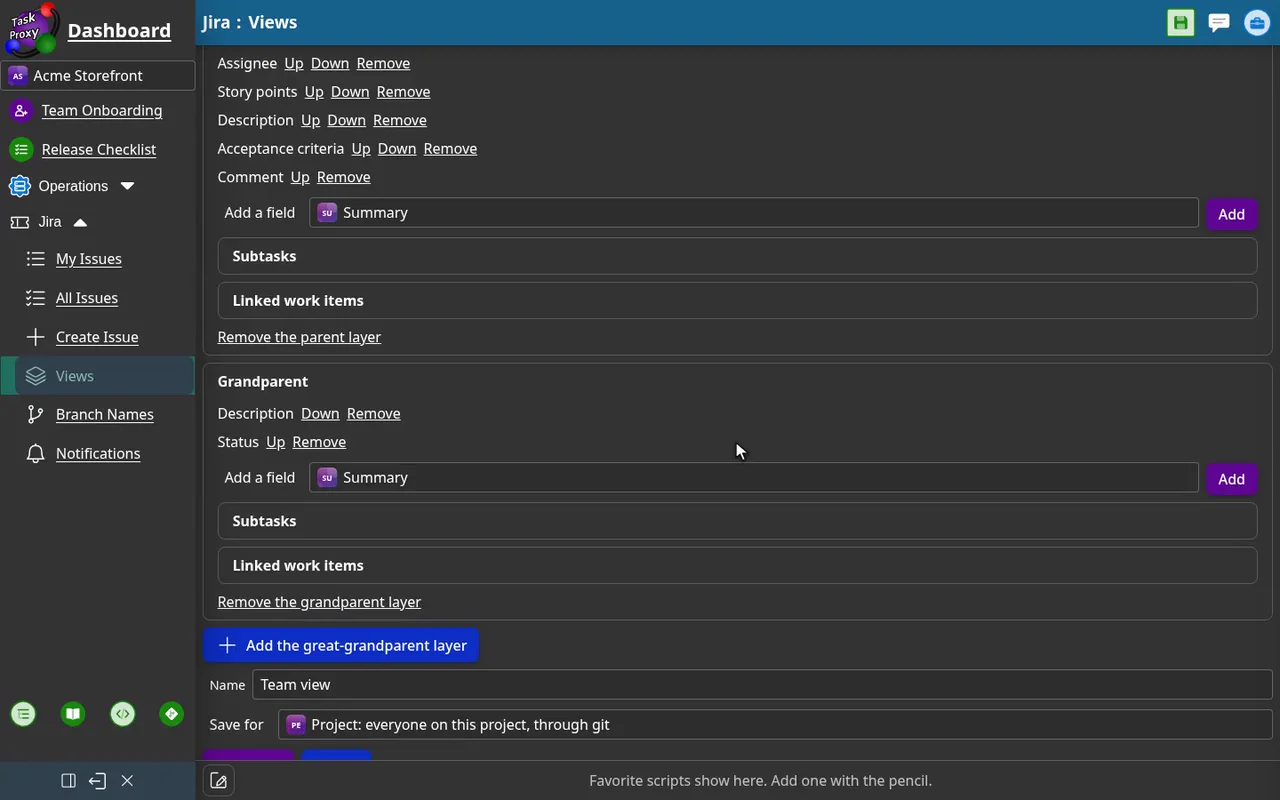 Task
Proxy
Dashboard
Jira : Views
AS Acme Storefront
Team Onboarding
Release Checklist
Operations
Jira
My Issues
All Issues
Create Issue
Views
Branch Names
Notifications
Assignee Up Down Remove
Story points Up Down Remove
Description Up Down Remove
Acceptance criteria Up Down Remove
Comment Up Remove
Add a field SU Summary Add
Subtasks
Linked work items
Remove the parent layer
Grandparent
Description Down Remove
Status Up Remove
Add a field SU Summary Add
Subtasks
Linked work items
Remove the grandparent layer
Add the great-grandparent layer
Name Team view
Save for PE Project: everyone on this project, through git
Favorite scripts show here. Add one with the pencil.